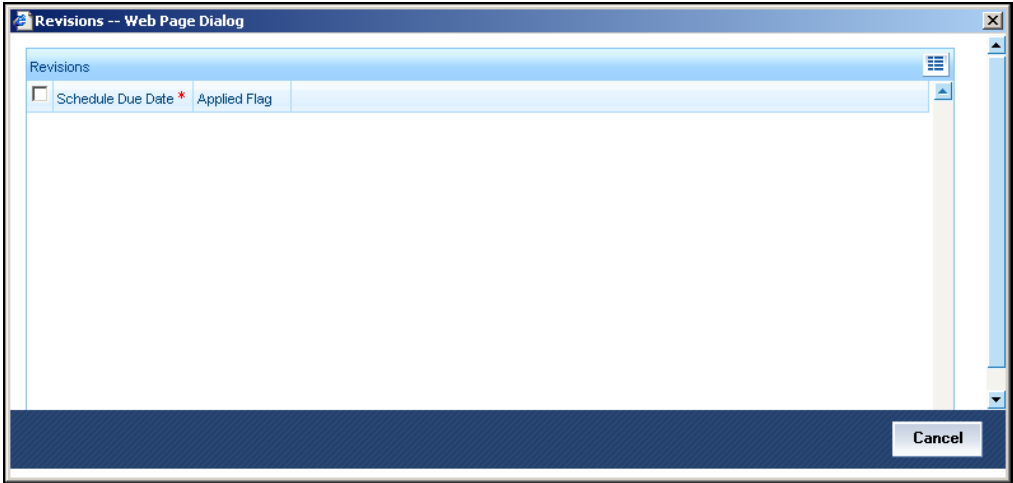 Revisions -- Web Page Dialog
Revisions
Schedule Due Date * Applied Flag
Cancel